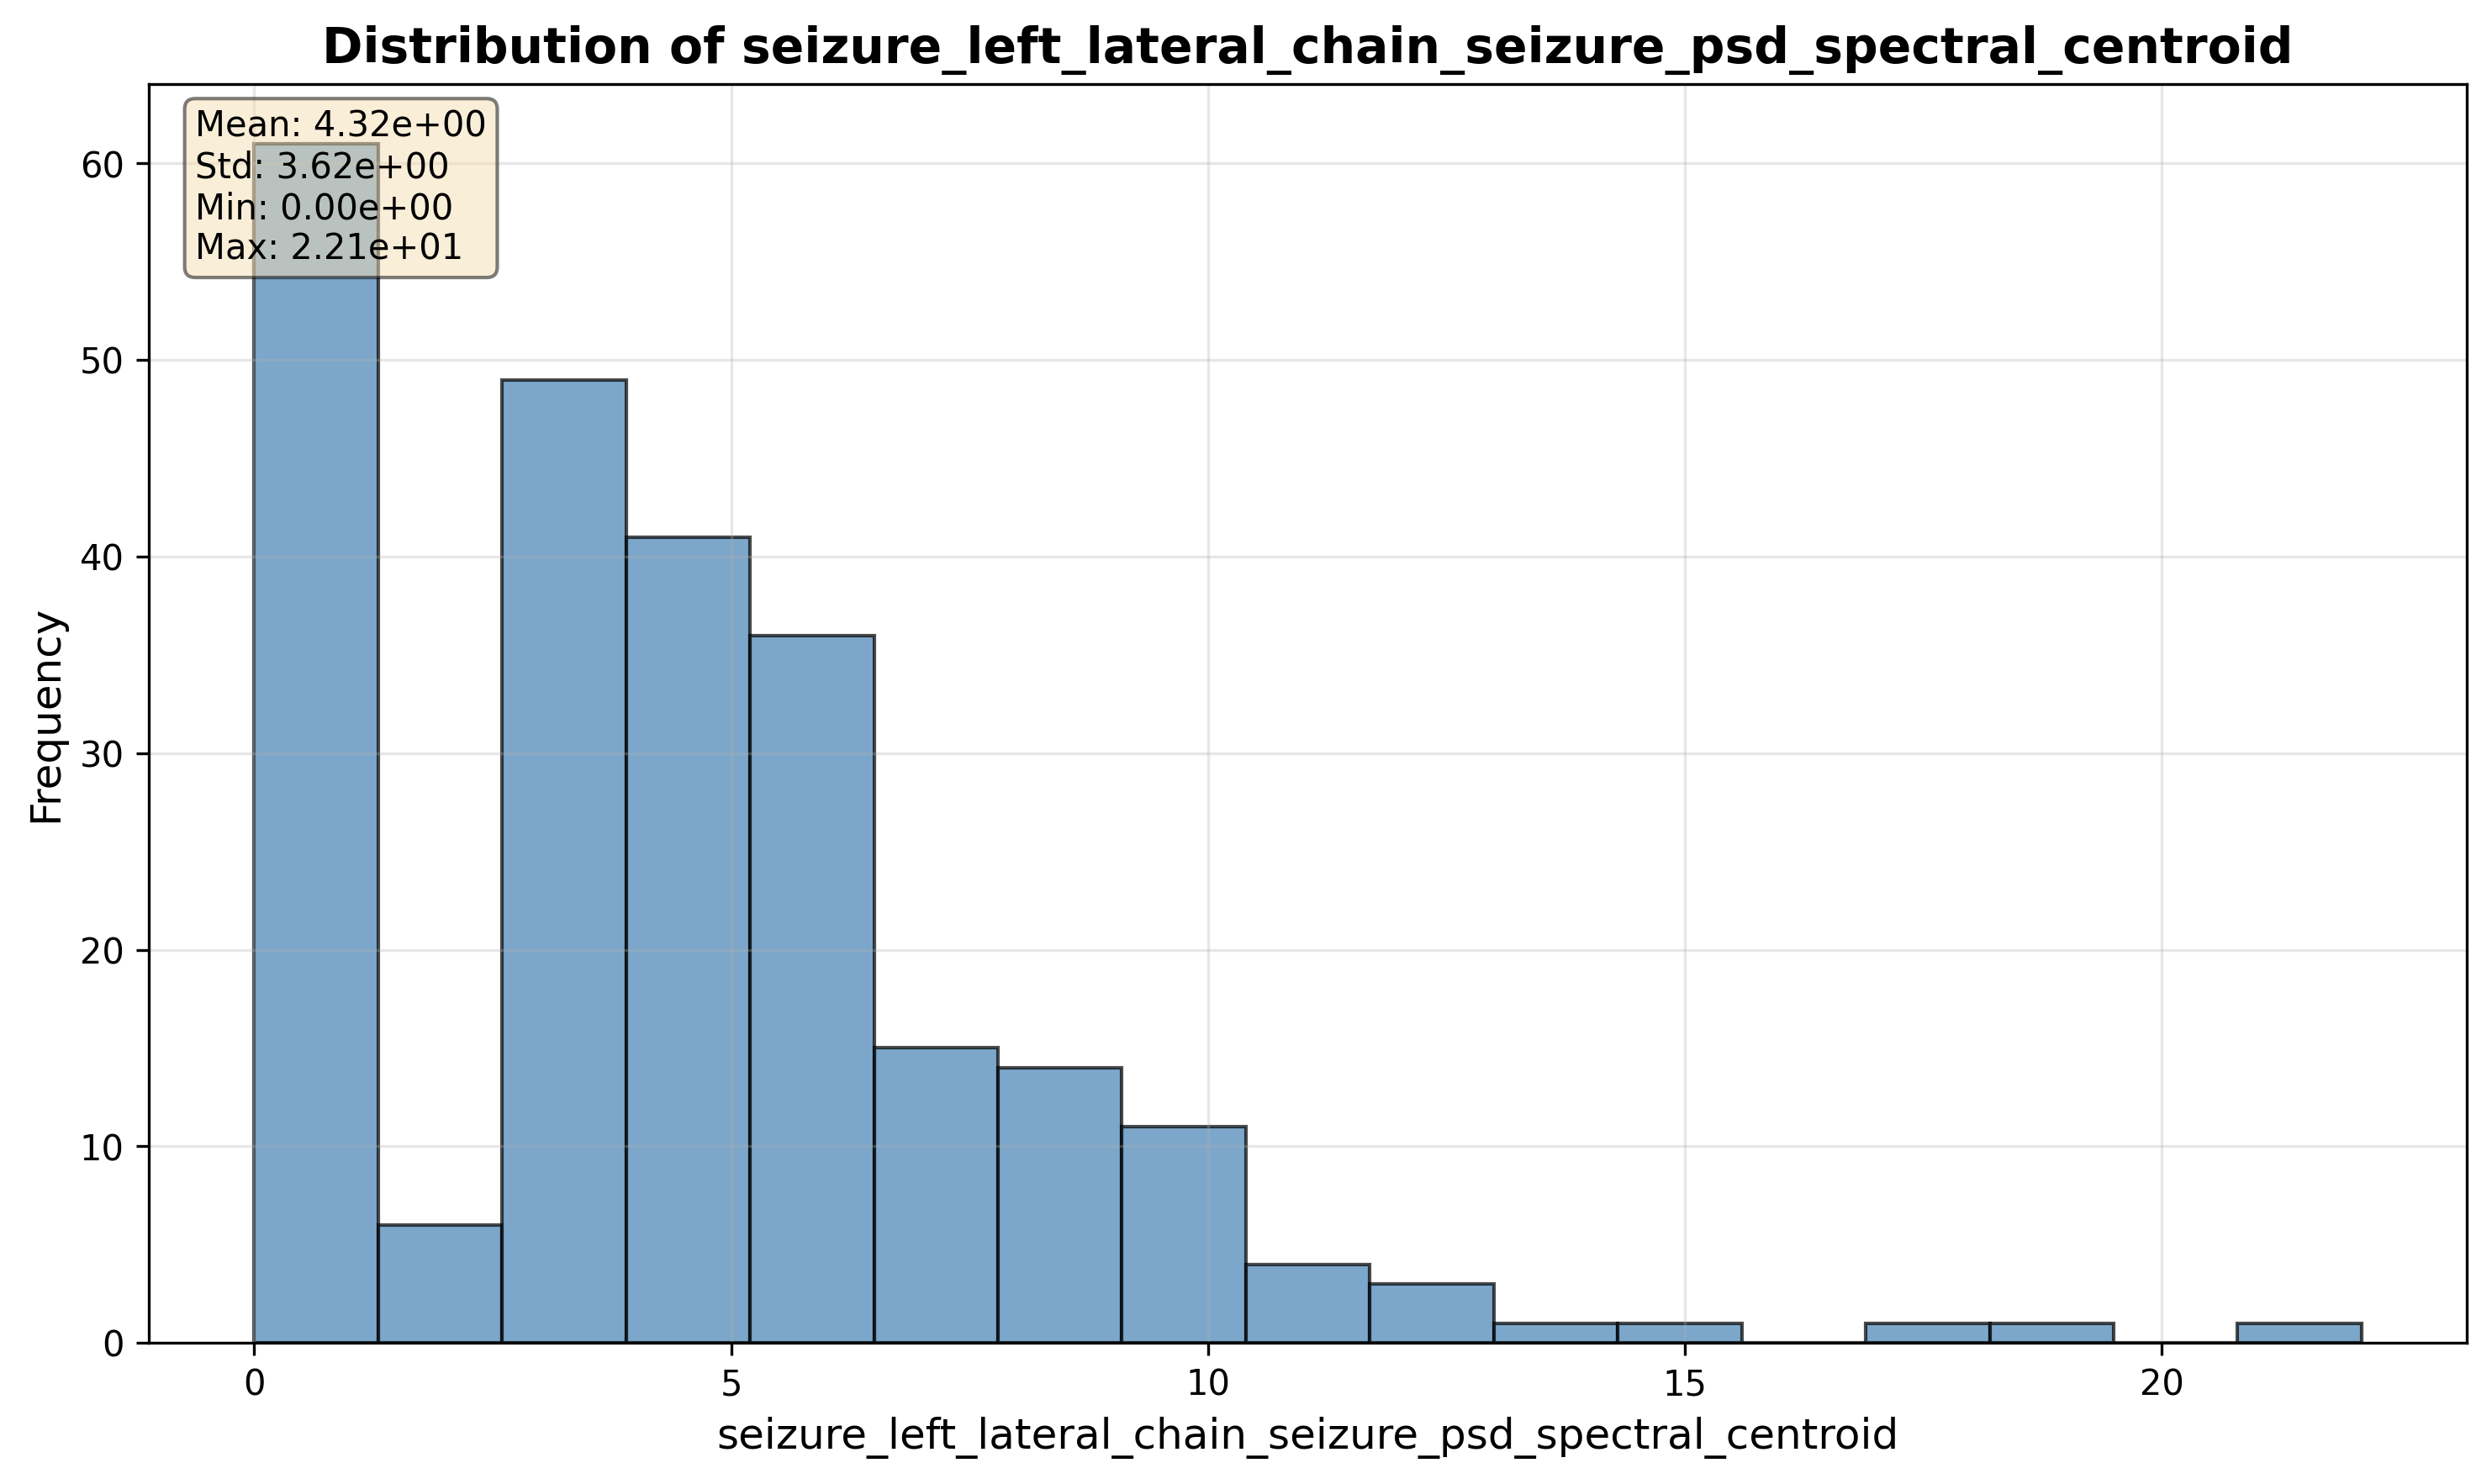 Distribution of seizure_left_lateral_chain_seizure_psd_spectral_centroid
Mean: 4.32e+00
Std: 3.62e+00
Min: 0.00e+00
Max: 2.21e+01
60
50
40
30
20
10
0
Frequency
0 5 10 15 20
seizure_left_lateral_chain_seizure_psd_spectral_centroid